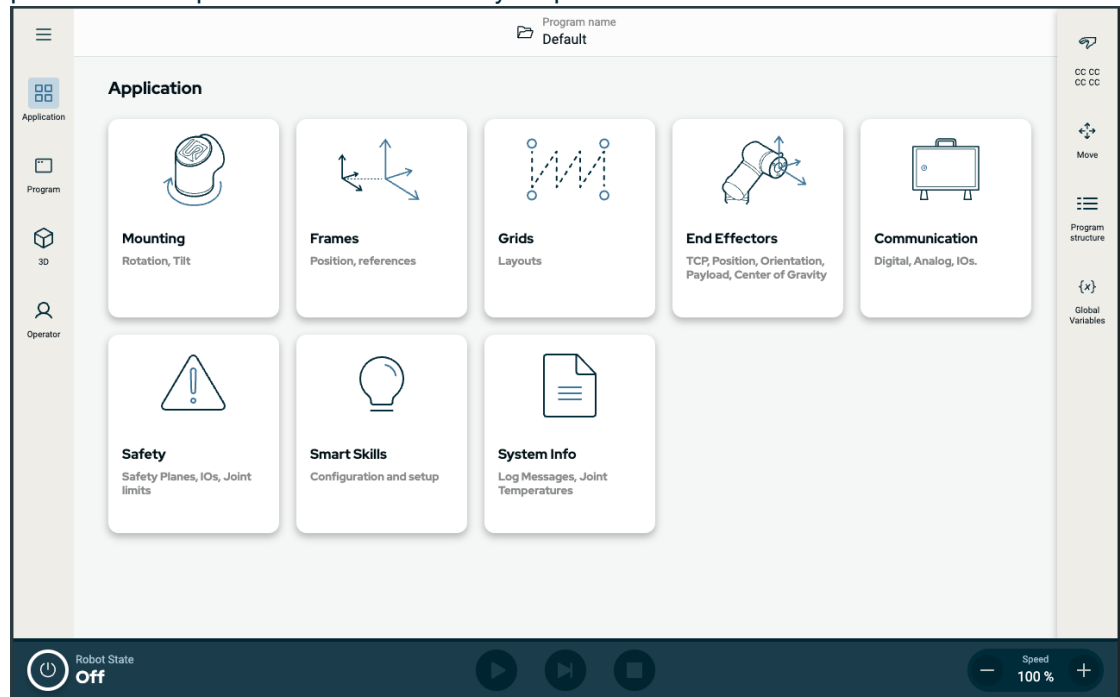 Program name
Default
Application
Application
Program
3D
Operator
Mounting
Rotation, Tilt
Frames
Position, references
Grids
Layouts
End Effectors
TCP, Position, Orientation,
Payload, Center of Gravity
Communication
Digital, Analog, IOs.
Safety
Safety Planes, IOs, Joint
limits
Smart Skills
Configuration and setup
System Info
Log Messages, Joint
Temperatures
CC CC
CC CC
Move
Program
structure
{x}
Global
Variables
Robot State
Off
Speed
100 %